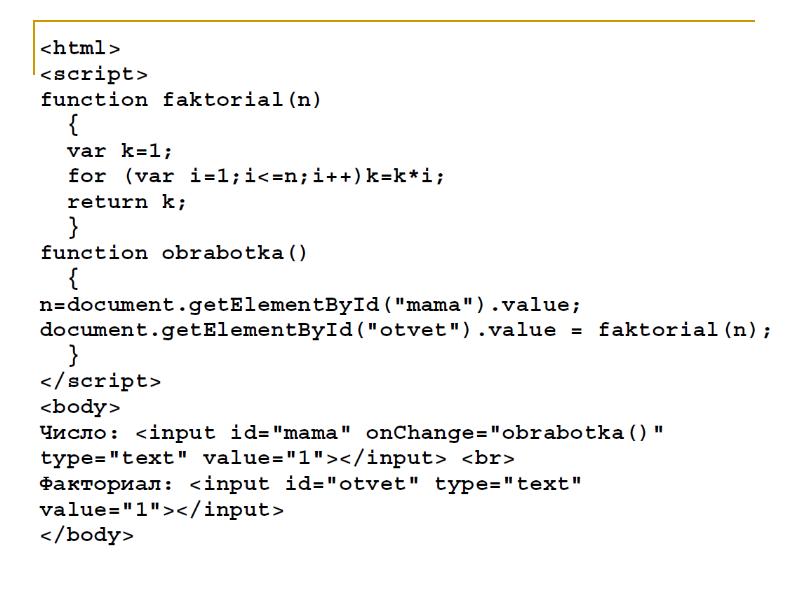 <html>
<script>
function faktorial(n)
  {
  var k=1;
  for (var i=1;i<=n;i++)k=k*i;
  return k;
  }
function obrabotka()
  {
n=document.getElementById("mama").value;
document.getElementById("otvet").value = faktorial(n);
  }
</script>
<body>
Число: <input id="mama" onChange="obrabotka()"
type="text" value="1"></input> <br>
Факториал: <input id="otvet" type="text"
value="1"></input>
</body>